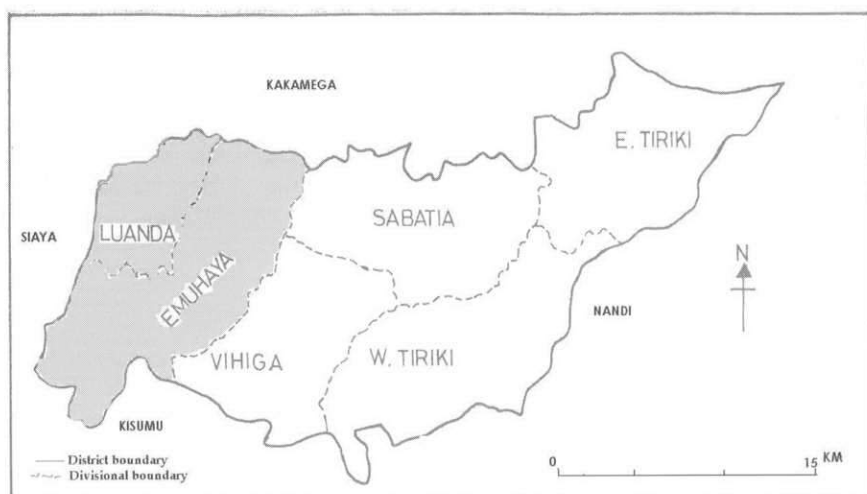 KAKAMEGA
E. TIRIKI
SABATIA
LUANDA
SIAYA
EMUHAYA
N
NANDI
VIHIGA
W. TIRIKI
KISUMU
District boundary
Divisional boundary
0 15 KM